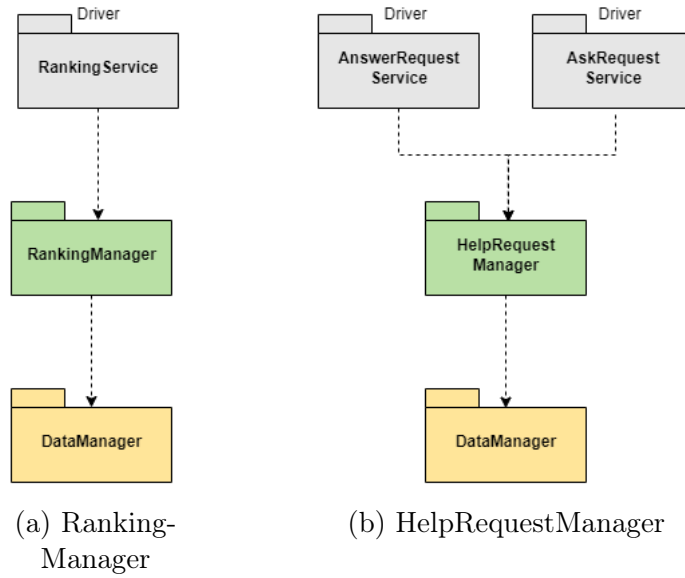 Driver
RankingService
RankingManager
DataManager
(a) Ranking-
Manager
Driver
AnswerRequest
Service
Driver
AskRequest
Service
HelpRequest
Manager
DataManager
(b) HelpRequestManager